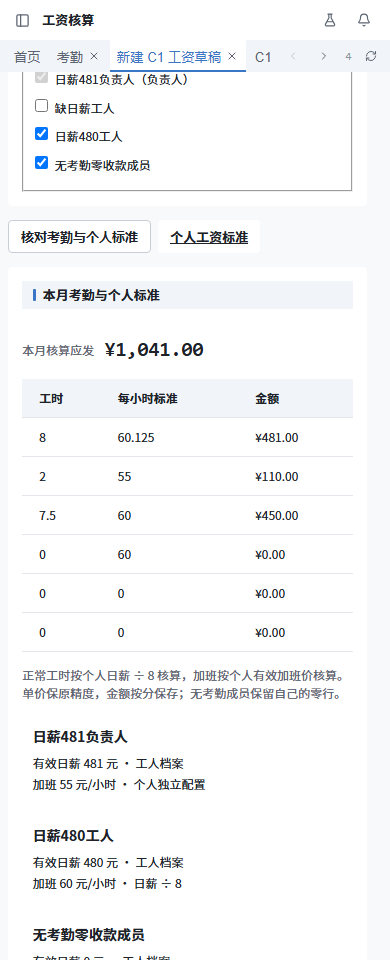 工资核算
首页 考勤 新建 C1 工资草稿 C1 4
日薪481负责人（负责人）
缺日薪工人
日薪480工人
无考勤零收款成员
核对考勤与个人标准 个人工资标准
本月考勤与个人标准
本月核算应发 ¥1,041.00
工时 每小时标准 金额
8 60.125 ¥481.00
2 55 ¥110.00
7.5 60 ¥450.00
0 60 ¥0.00
0 0 ¥0.00
0 0 ¥0.00
正常工时按个人日薪 ÷ 8 核算，加班按个人有效加班价核算。
单价保原精度，金额按分保存；无考勤成员保留自己的零行。
日薪481负责人
有效日薪 481 元 · 工人档案
加班 55 元/小时 · 个人独立配置
日薪480工人
有效日薪 480 元 · 工人档案
加班 60 元/小时 · 日薪 ÷ 8
无考勤零收款成员
有效日薪 0 元 · 工人档案